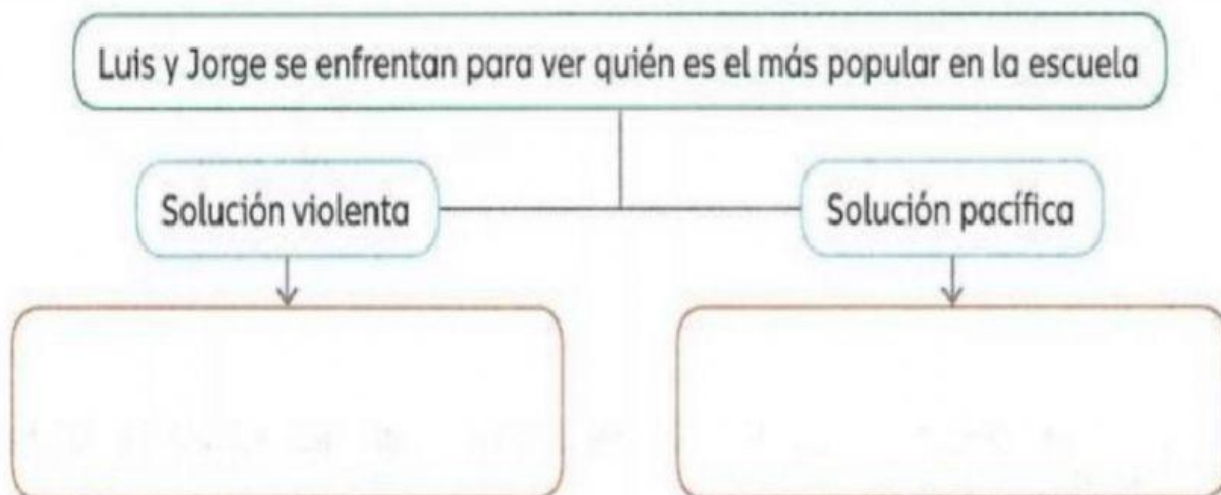 Luis y Jorge se enfrentan para ver quién es el más popular en la escuela
Solución violenta
Solución pacífica